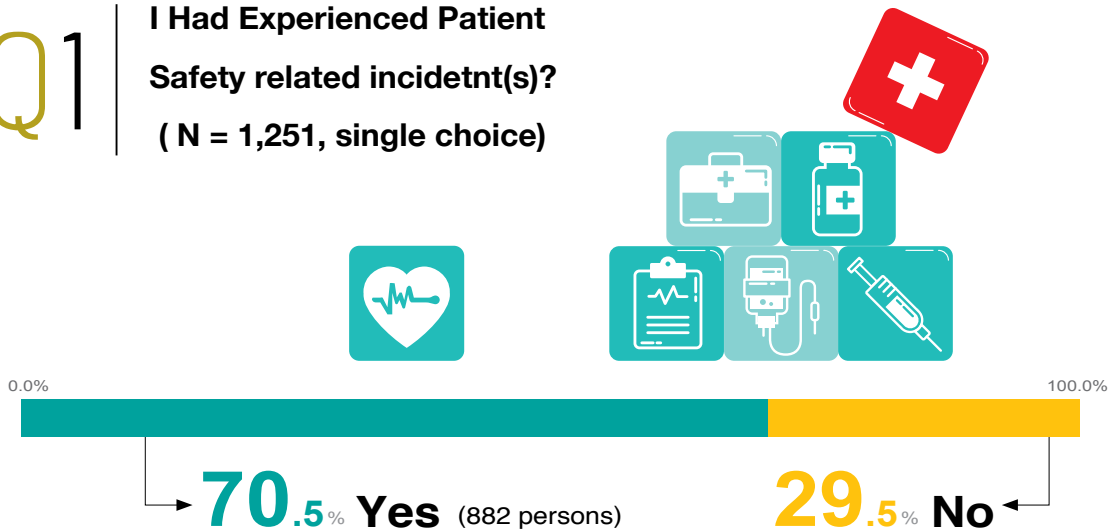 Q1
I Had Experienced Patient
Safety related incidetnt(s)?
( N = 1,251, single choice)
0.0%
100.0%
70.5% Yes (882 persons)
29.5% No